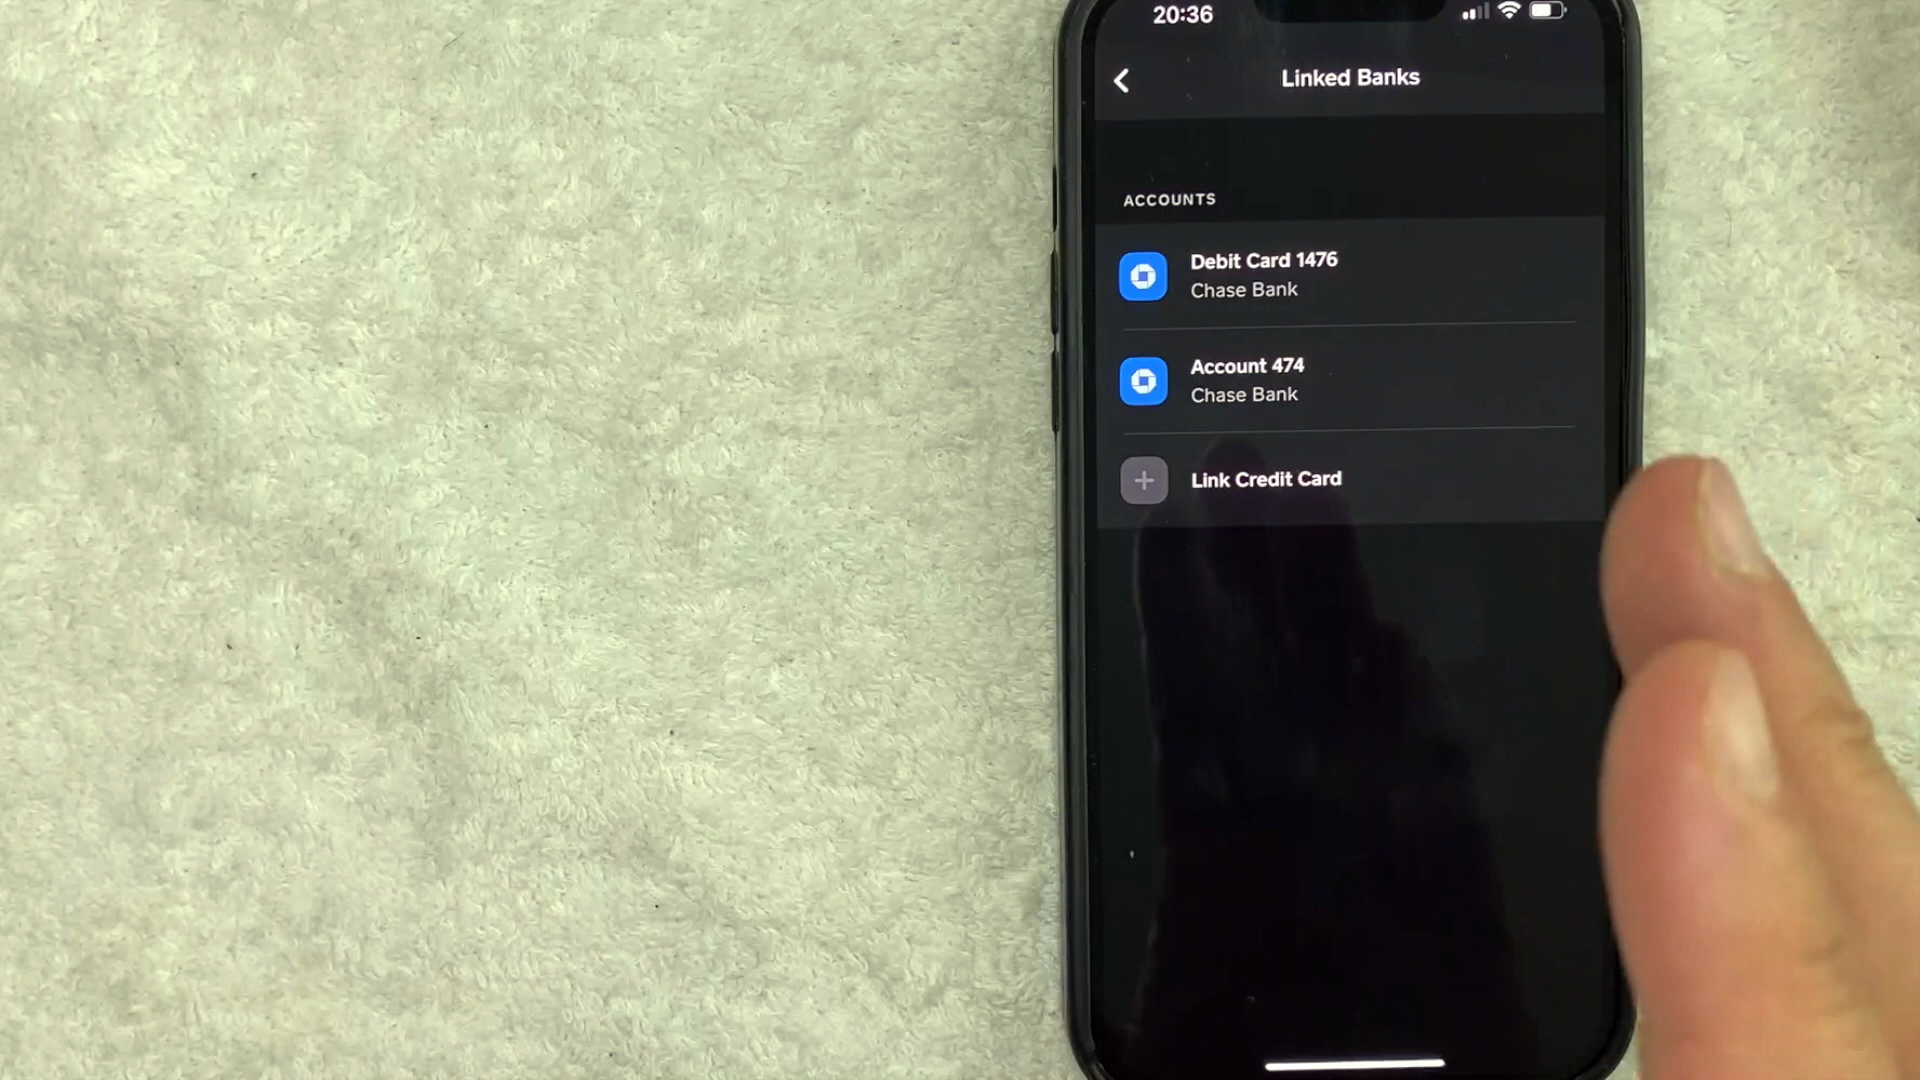 20:36
Linked Banks
ACCOUNTS
Debit Card 1476
Chase Bank
Account 474
Chase Bank
Link Credit Card